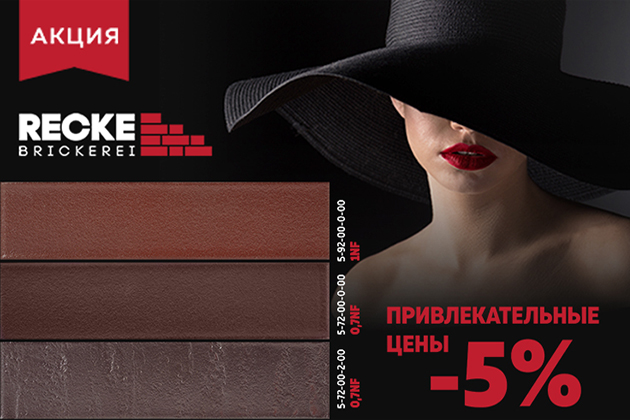 АКЦИЯ
RECKE
BRICKEREI
5-92-00-0-00
1NF
5-72-00-0-00
0,7NF
5-72-00-2-00
0,7NF
ПРИВЛЕКАТЕЛЬНЫЕ
ЦЕНЫ
-5%